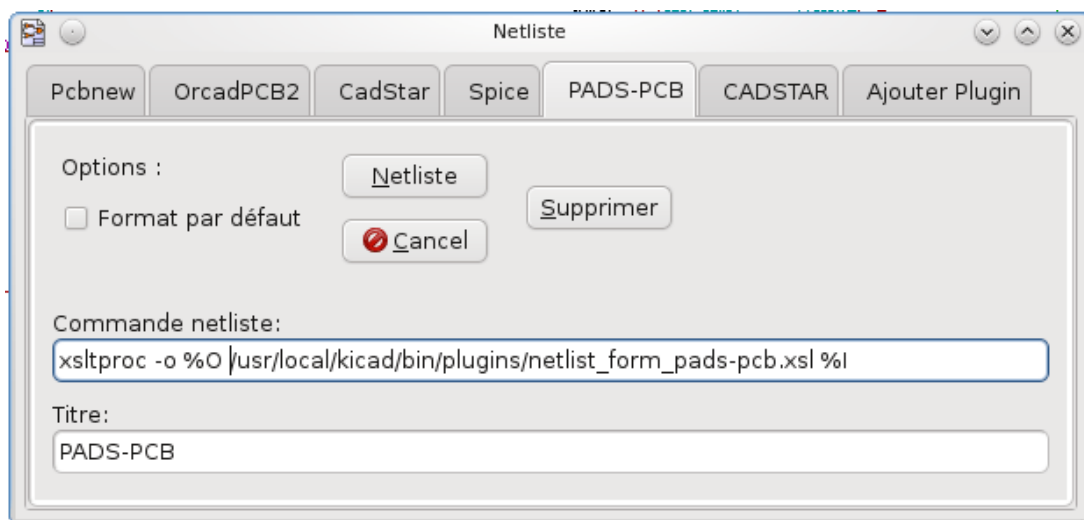 Netliste
Pcbnew OrcadPCB2 CadStar Spice PADS-PCB CADSTAR Ajouter Plugin
Options :
Netliste
Supprimer
Format par défaut
Cancel
Commande netliste:
xsltproc -o %O /usr/local/kicad/bin/plugins/netlist_form_pads-pcb.xsl %I
Titre:
PADS-PCB